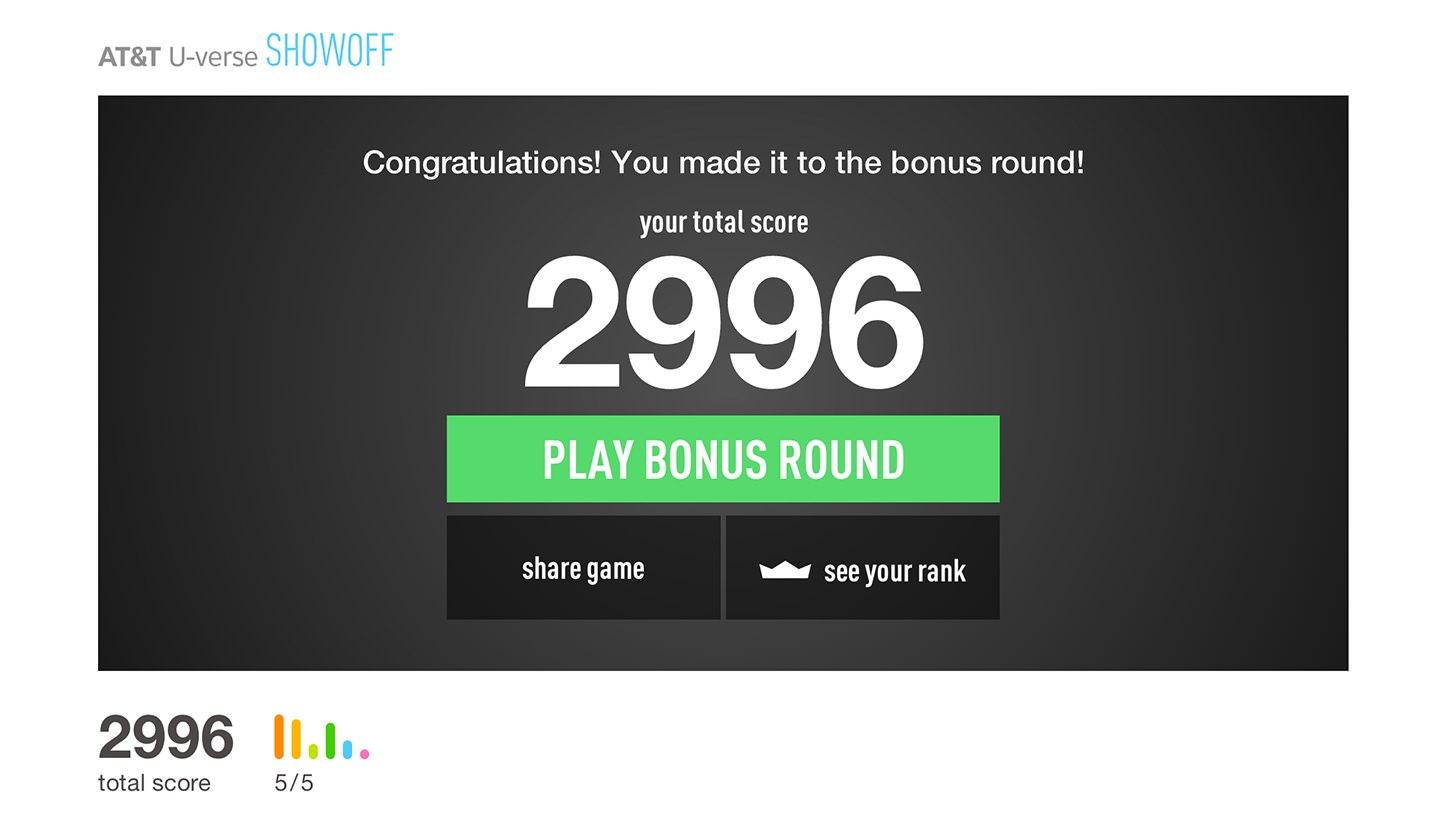 AT&T U-verse SHOWOFF
Congratulations! You made it to the bonus round!
your total score
2996
PLAY BONUS ROUND
share game
see your rank
2996
total score
5/5